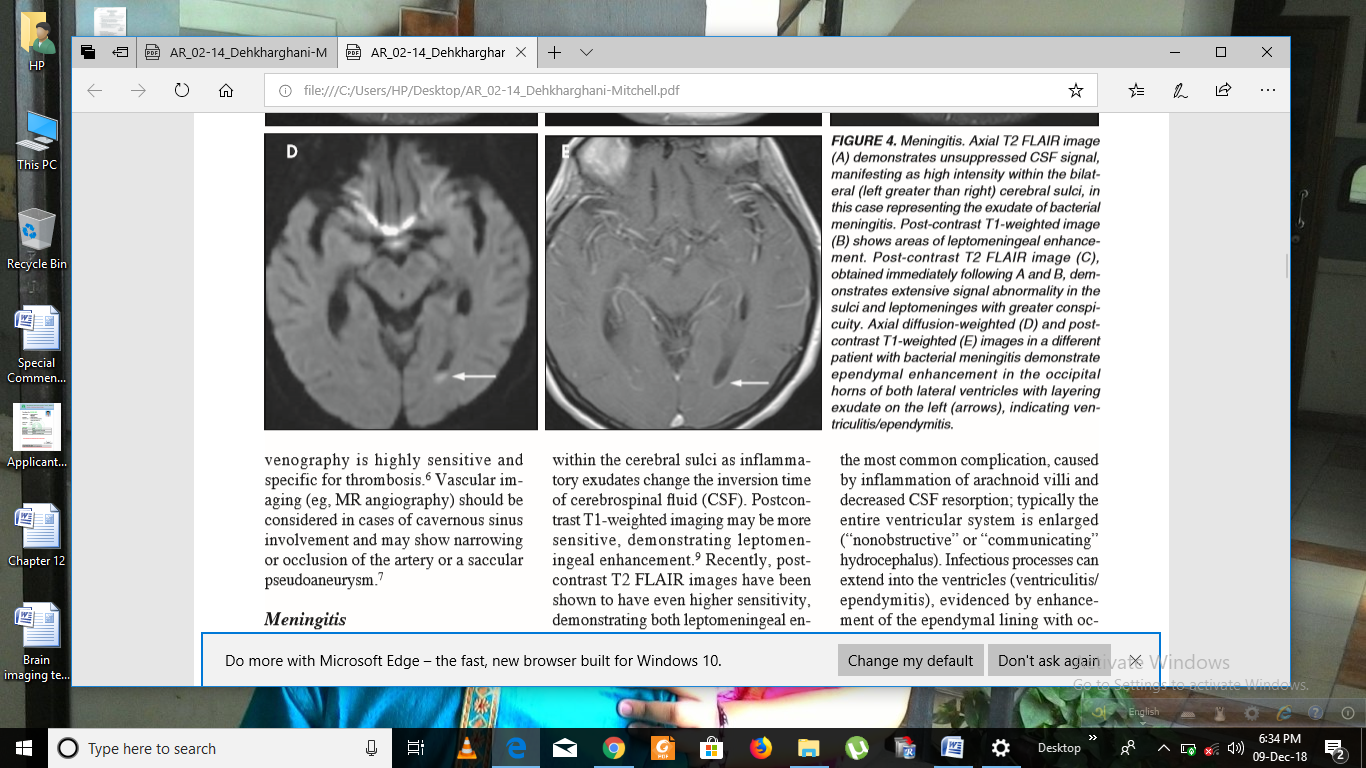 HP
This PC
Recycle Bin
Special
Commen...
Applicant...
Chapter 12
Brain
imaging te...
AR_02-14_Dehkharghani-M
AR_02-14_Dehkharghar
file:///C:/Users/HP/Desktop/AR_02-14_Dehkharghani-Mitchell.pdf
D
E
FIGURE 4. Meningitis. Axial T2 FLAIR image
(A) demonstrates unsuppressed CSF signal,
manifesting as high intensity within the bilat-
eral (left greater than right) cerebral sulci, in
this case representing the exudate of bacterial
meningitis. Post-contrast T1-weighted image
(B) shows areas of leptomeningeal enhance-
ment. Post-contrast T2 FLAIR image (C),
obtained immediately following A and B, dem-
onstrates extensive signal abnormality in the
sulci and leptomeninges with greater conspi-
cuity. Axial diffusion-weighted (D) and post-
contrast T1-weighted (E) images in a different
patient with bacterial meningitis demonstrate
ependymal enhancement in the occipital
horns of both lateral ventricles with layering
exudate on the left (arrows), indicating ven-
triculitis/ependymitis.
venography is highly sensitive and
specific for thrombosis.⁶ Vascular im-
aging (eg, MR angiography) should be
considered in cases of cavernous sinus
involvement and may show narrowing
or occlusion of the artery or a saccular
pseudoaneurysm.⁷
Meningitis
within the cerebral sulci as inflamma-
tory exudates change the inversion time
of cerebrospinal fluid (CSF). Postcon-
trast T1-weighted imaging may be more
sensitive, demonstrating leptomen-
ingeal enhancement.⁹ Recently, post-
contrast T2 FLAIR images have been
shown to have even higher sensitivity,
demonstrating both leptomeningeal en-
the most common complication, caused
by inflammation of arachnoid villi and
decreased CSF resorption; typically the
entire ventricular system is enlarged
(“nonobstructive” or “communicating”
hydrocephalus). Infectious processes can
extend into the ventricles (ventriculitis/
ependymitis), evidenced by enhance-
ment of the ependymal lining with oc-
Do more with Microsoft Edge – the fast, new browser built for Windows 10.
Change my default
Don't ask again
Activate Windows
Go to Settings to activate Windows.
English
Type here to search
Desktop
6:34 PM
09-Dec-18
2